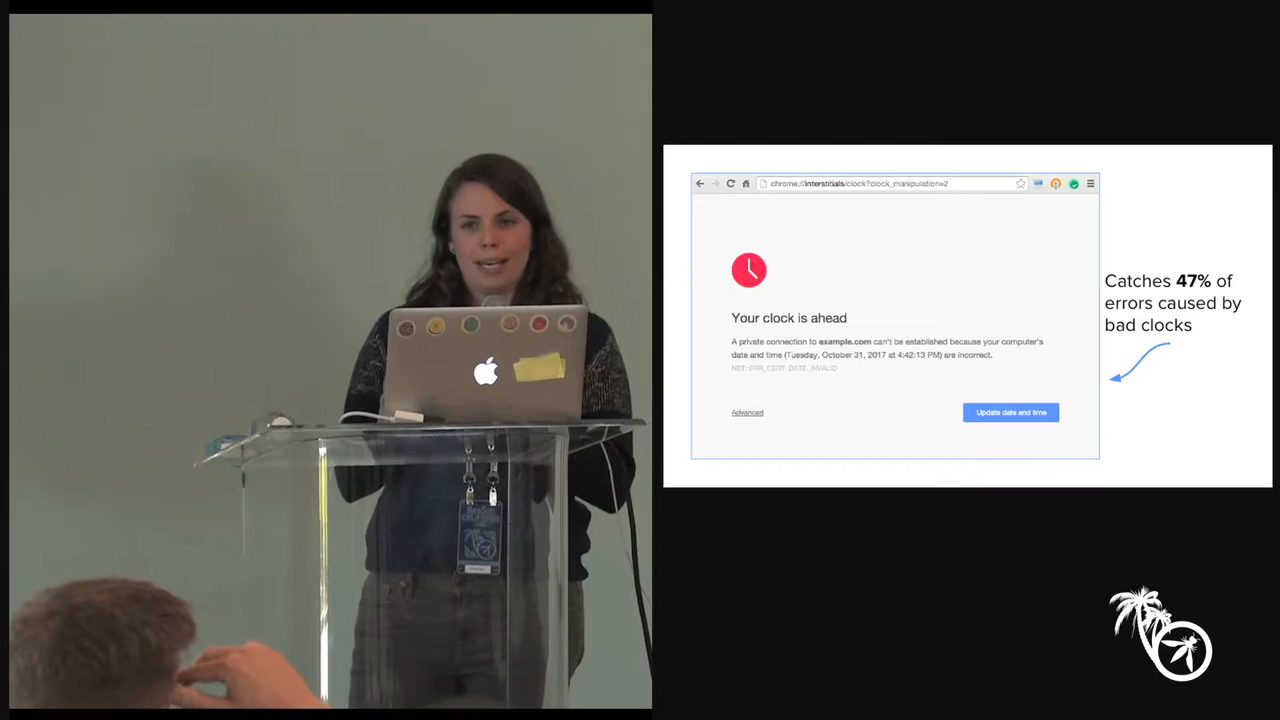 chrome://interstitials/clock?clock_manipulation=2
Your clock is ahead
A private connection to example.com can't be established because your computer's
date and time (Tuesday, October 31, 2017 at 4:42:13 PM) are incorrect.
NET::ERR_CERT_DATE_INVALID
Advanced
Update date and time
Catches 47% of
errors caused by
bad clocks